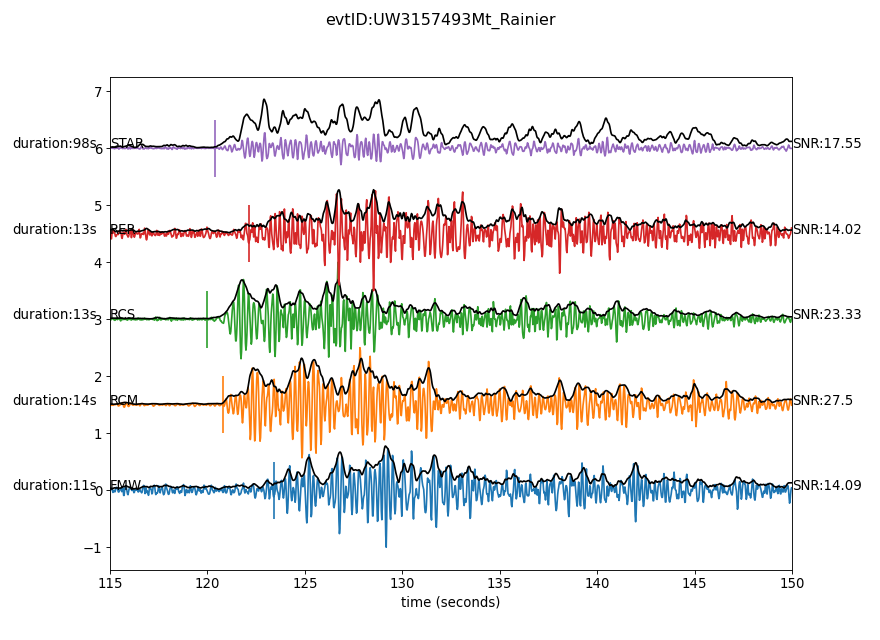 evtID:UW3157493Mt_Rainier
7
duration:98s STAR SNR:17.55
6
5
duration:13s RER SNR:14.02
4
duration:13s RCS SNR:23.33
3
2
duration:14s RCM SNR:27.5
1
duration:11s FMW SNR:14.09
0
−1
115 120 125 130 135 140 145 150
time (seconds)